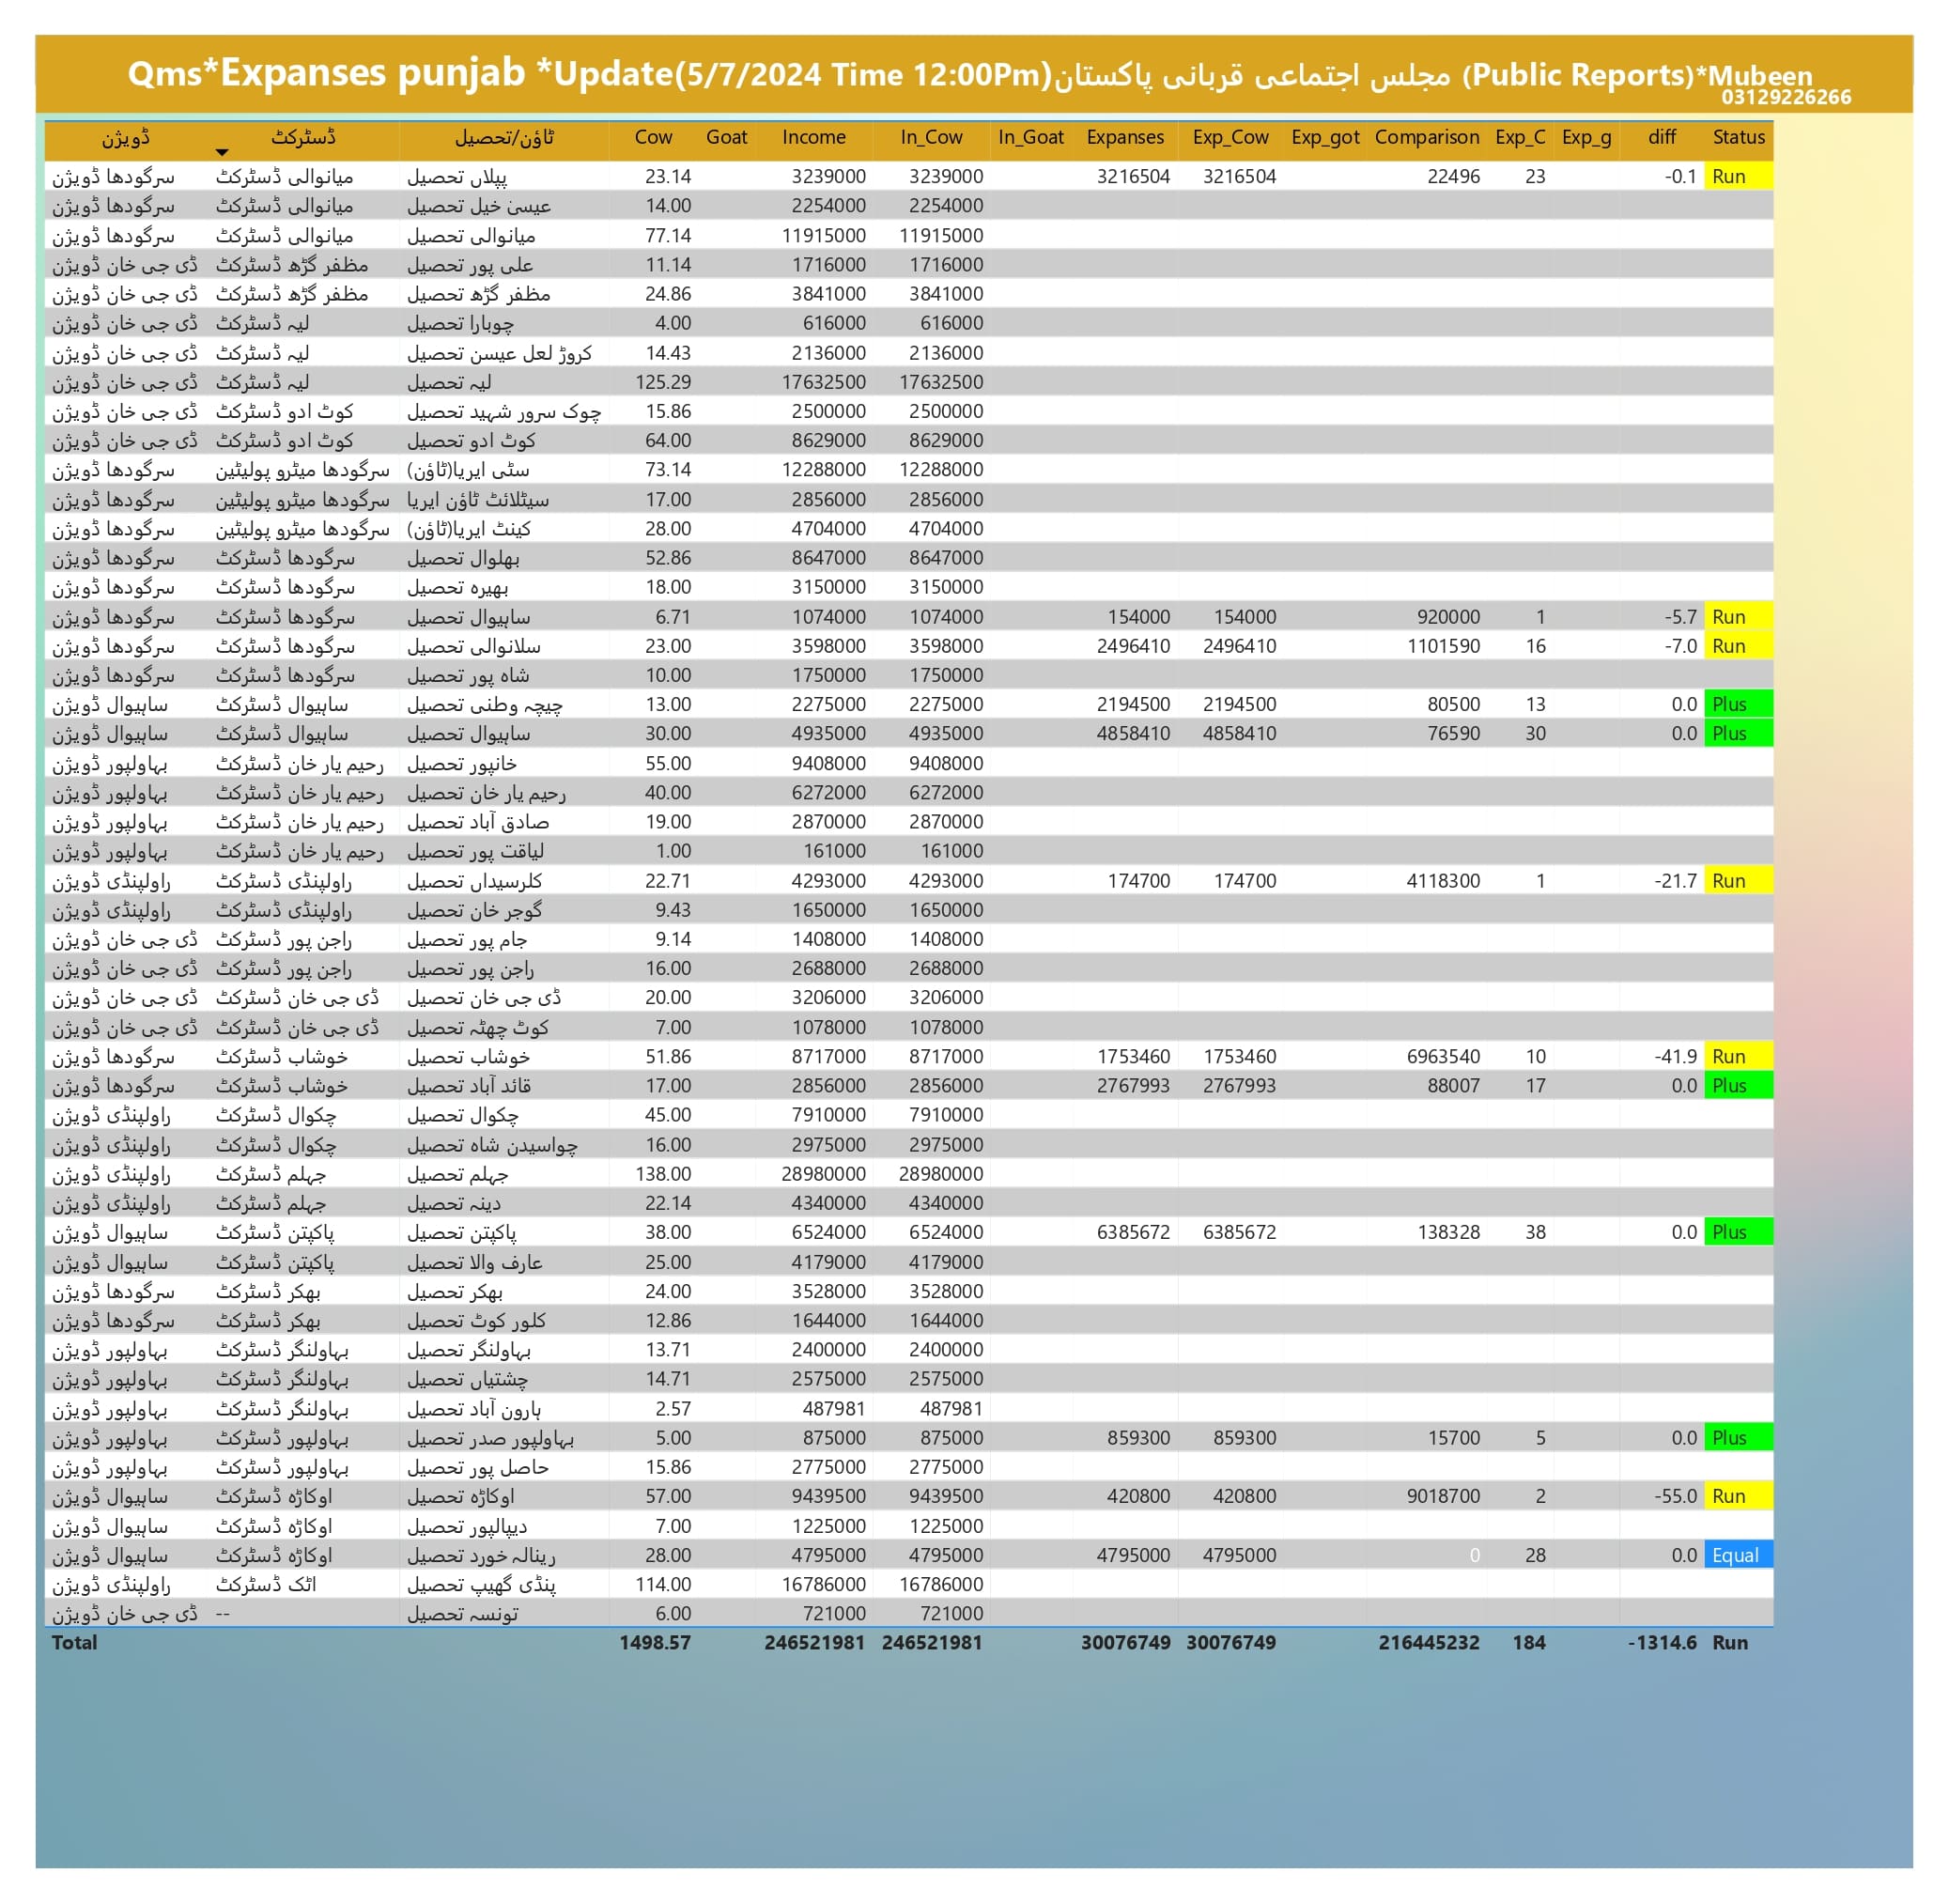 Qms*Expanses punjab *Update(5/7/2024 Time 12:00Pm)مجلس اجتماعی قربانی پاکستان (Public Reports)*Mubeen
03129226266
ڈویژن ڈسٹرکٹ ٹاؤن/تحصیل Cow Goat Income In_Cow In_Goat Expanses Exp_Cow Exp_got Comparison Exp_C Exp_g diff Status
سرگودھا ڈویژن میانوالی ڈسٹرکٹ پپلاں تحصیل 23.14 3239000 3239000 3216504 3216504 22496 23 -0.1 Run
سرگودھا ڈویژن میانوالی ڈسٹرکٹ عیسیٰ خیل تحصیل 14.00 2254000 2254000
سرگودھا ڈویژن میانوالی ڈسٹرکٹ میانوالی تحصیل 77.14 11915000 11915000
ڈی جی خان ڈویژن مظفر گڑھ ڈسٹرکٹ علی پور تحصیل 11.14 1716000 1716000
ڈی جی خان ڈویژن مظفر گڑھ ڈسٹرکٹ مظفر گڑھ تحصیل 24.86 3841000 3841000
ڈی جی خان ڈویژن لیہ ڈسٹرکٹ چوبارا تحصیل 4.00 616000 616000
ڈی جی خان ڈویژن لیہ ڈسٹرکٹ کروڑ لعل عیسن تحصیل 14.43 2136000 2136000
ڈی جی خان ڈویژن لیہ ڈسٹرکٹ لیہ تحصیل 125.29 17632500 17632500
ڈی جی خان ڈویژن کوٹ ادو ڈسٹرکٹ چوک سرور شہید تحصیل 15.86 2500000 2500000
ڈی جی خان ڈویژن کوٹ ادو ڈسٹرکٹ کوٹ ادو تحصیل 64.00 8629000 8629000
سرگودھا ڈویژن سرگودھا میٹرو پولیٹین سٹی ایریا(ٹاؤن) 73.14 12288000 12288000
سرگودھا ڈویژن سرگودھا میٹرو پولیٹین سیٹلائٹ ٹاؤن ایریا 17.00 2856000 2856000
سرگودھا ڈویژن سرگودھا میٹرو پولیٹین کینٹ ایریا(ٹاؤن) 28.00 4704000 4704000
سرگودھا ڈویژن سرگودھا ڈسٹرکٹ بھلوال تحصیل 52.86 8647000 8647000
سرگودھا ڈویژن سرگودھا ڈسٹرکٹ بھیرہ تحصیل 18.00 3150000 3150000
سرگودھا ڈویژن سرگودھا ڈسٹرکٹ ساہیوال تحصیل 6.71 1074000 1074000 154000 154000 920000 1 -5.7 Run
سرگودھا ڈویژن سرگودھا ڈسٹرکٹ سلانوالی تحصیل 23.00 3598000 3598000 2496410 2496410 1101590 16 -7.0 Run
سرگودھا ڈویژن سرگودھا ڈسٹرکٹ شاہ پور تحصیل 10.00 1750000 1750000
ساہیوال ڈویژن ساہیوال ڈسٹرکٹ چیچہ وطنی تحصیل 13.00 2275000 2275000 2194500 2194500 80500 13 0.0 Plus
ساہیوال ڈویژن ساہیوال ڈسٹرکٹ ساہیوال تحصیل 30.00 4935000 4935000 4858410 4858410 76590 30 0.0 Plus
بہاولپور ڈویژن رحیم یار خان ڈسٹرکٹ خانپور تحصیل 55.00 9408000 9408000
بہاولپور ڈویژن رحیم یار خان ڈسٹرکٹ رحیم یار خان تحصیل 40.00 6272000 6272000
بہاولپور ڈویژن رحیم یار خان ڈسٹرکٹ صادق آباد تحصیل 19.00 2870000 2870000
بہاولپور ڈویژن رحیم یار خان ڈسٹرکٹ لیاقت پور تحصیل 1.00 161000 161000
راولپنڈی ڈویژن راولپنڈی ڈسٹرکٹ کلرسیداں تحصیل 22.71 4293000 4293000 174700 174700 4118300 1 -21.7 Run
راولپنڈی ڈویژن راولپنڈی ڈسٹرکٹ گوجر خان تحصیل 9.43 1650000 1650000
ڈی جی خان ڈویژن راجن پور ڈسٹرکٹ جام پور تحصیل 9.14 1408000 1408000
ڈی جی خان ڈویژن راجن پور ڈسٹرکٹ راجن پور تحصیل 16.00 2688000 2688000
ڈی جی خان ڈویژن ڈی جی خان ڈسٹرکٹ ڈی جی خان تحصیل 20.00 3206000 3206000
ڈی جی خان ڈویژن ڈی جی خان ڈسٹرکٹ کوٹ چھٹہ تحصیل 7.00 1078000 1078000
سرگودھا ڈویژن خوشاب ڈسٹرکٹ خوشاب تحصیل 51.86 8717000 8717000 1753460 1753460 6963540 10 -41.9 Run
سرگودھا ڈویژن خوشاب ڈسٹرکٹ قائد آباد تحصیل 17.00 2856000 2856000 2767993 2767993 88007 17 0.0 Plus
راولپنڈی ڈویژن چکوال ڈسٹرکٹ چکوال تحصیل 45.00 7910000 7910000
راولپنڈی ڈویژن چکوال ڈسٹرکٹ چواسیدن شاہ تحصیل 16.00 2975000 2975000
راولپنڈی ڈویژن جہلم ڈسٹرکٹ جہلم تحصیل 138.00 28980000 28980000
راولپنڈی ڈویژن جہلم ڈسٹرکٹ دینہ تحصیل 22.14 4340000 4340000
ساہیوال ڈویژن پاکپتن ڈسٹرکٹ پاکپتن تحصیل 38.00 6524000 6524000 6385672 6385672 138328 38 0.0 Plus
ساہیوال ڈویژن پاکپتن ڈسٹرکٹ عارف والا تحصیل 25.00 4179000 4179000
سرگودھا ڈویژن بھکر ڈسٹرکٹ بھکر تحصیل 24.00 3528000 3528000
سرگودھا ڈویژن بھکر ڈسٹرکٹ کلور کوٹ تحصیل 12.86 1644000 1644000
بہاولپور ڈویژن بہاولنگر ڈسٹرکٹ بہاولنگر تحصیل 13.71 2400000 2400000
بہاولپور ڈویژن بہاولنگر ڈسٹرکٹ چشتیاں تحصیل 14.71 2575000 2575000
بہاولپور ڈویژن بہاولنگر ڈسٹرکٹ ہارون آباد تحصیل 2.57 487981 487981
بہاولپور ڈویژن بہاولپور ڈسٹرکٹ بہاولپور صدر تحصیل 5.00 875000 875000 859300 859300 15700 5 0.0 Plus
بہاولپور ڈویژن بہاولپور ڈسٹرکٹ حاصل پور تحصیل 15.86 2775000 2775000
ساہیوال ڈویژن اوکاڑہ ڈسٹرکٹ اوکاڑہ تحصیل 57.00 9439500 9439500 420800 420800 9018700 2 -55.0 Run
ساہیوال ڈویژن اوکاڑہ ڈسٹرکٹ دیپالپور تحصیل 7.00 1225000 1225000
ساہیوال ڈویژن اوکاڑہ ڈسٹرکٹ رینالہ خورد تحصیل 28.00 4795000 4795000 4795000 4795000 0 28 0.0 Equal
راولپنڈی ڈویژن اٹک ڈسٹرکٹ پنڈی گھیپ تحصیل 114.00 16786000 16786000
ڈی جی خان ڈویژن -- تونسہ تحصیل 6.00 721000 721000
Total 1498.57 246521981 246521981 30076749 30076749 216445232 184 -1314.6 Run